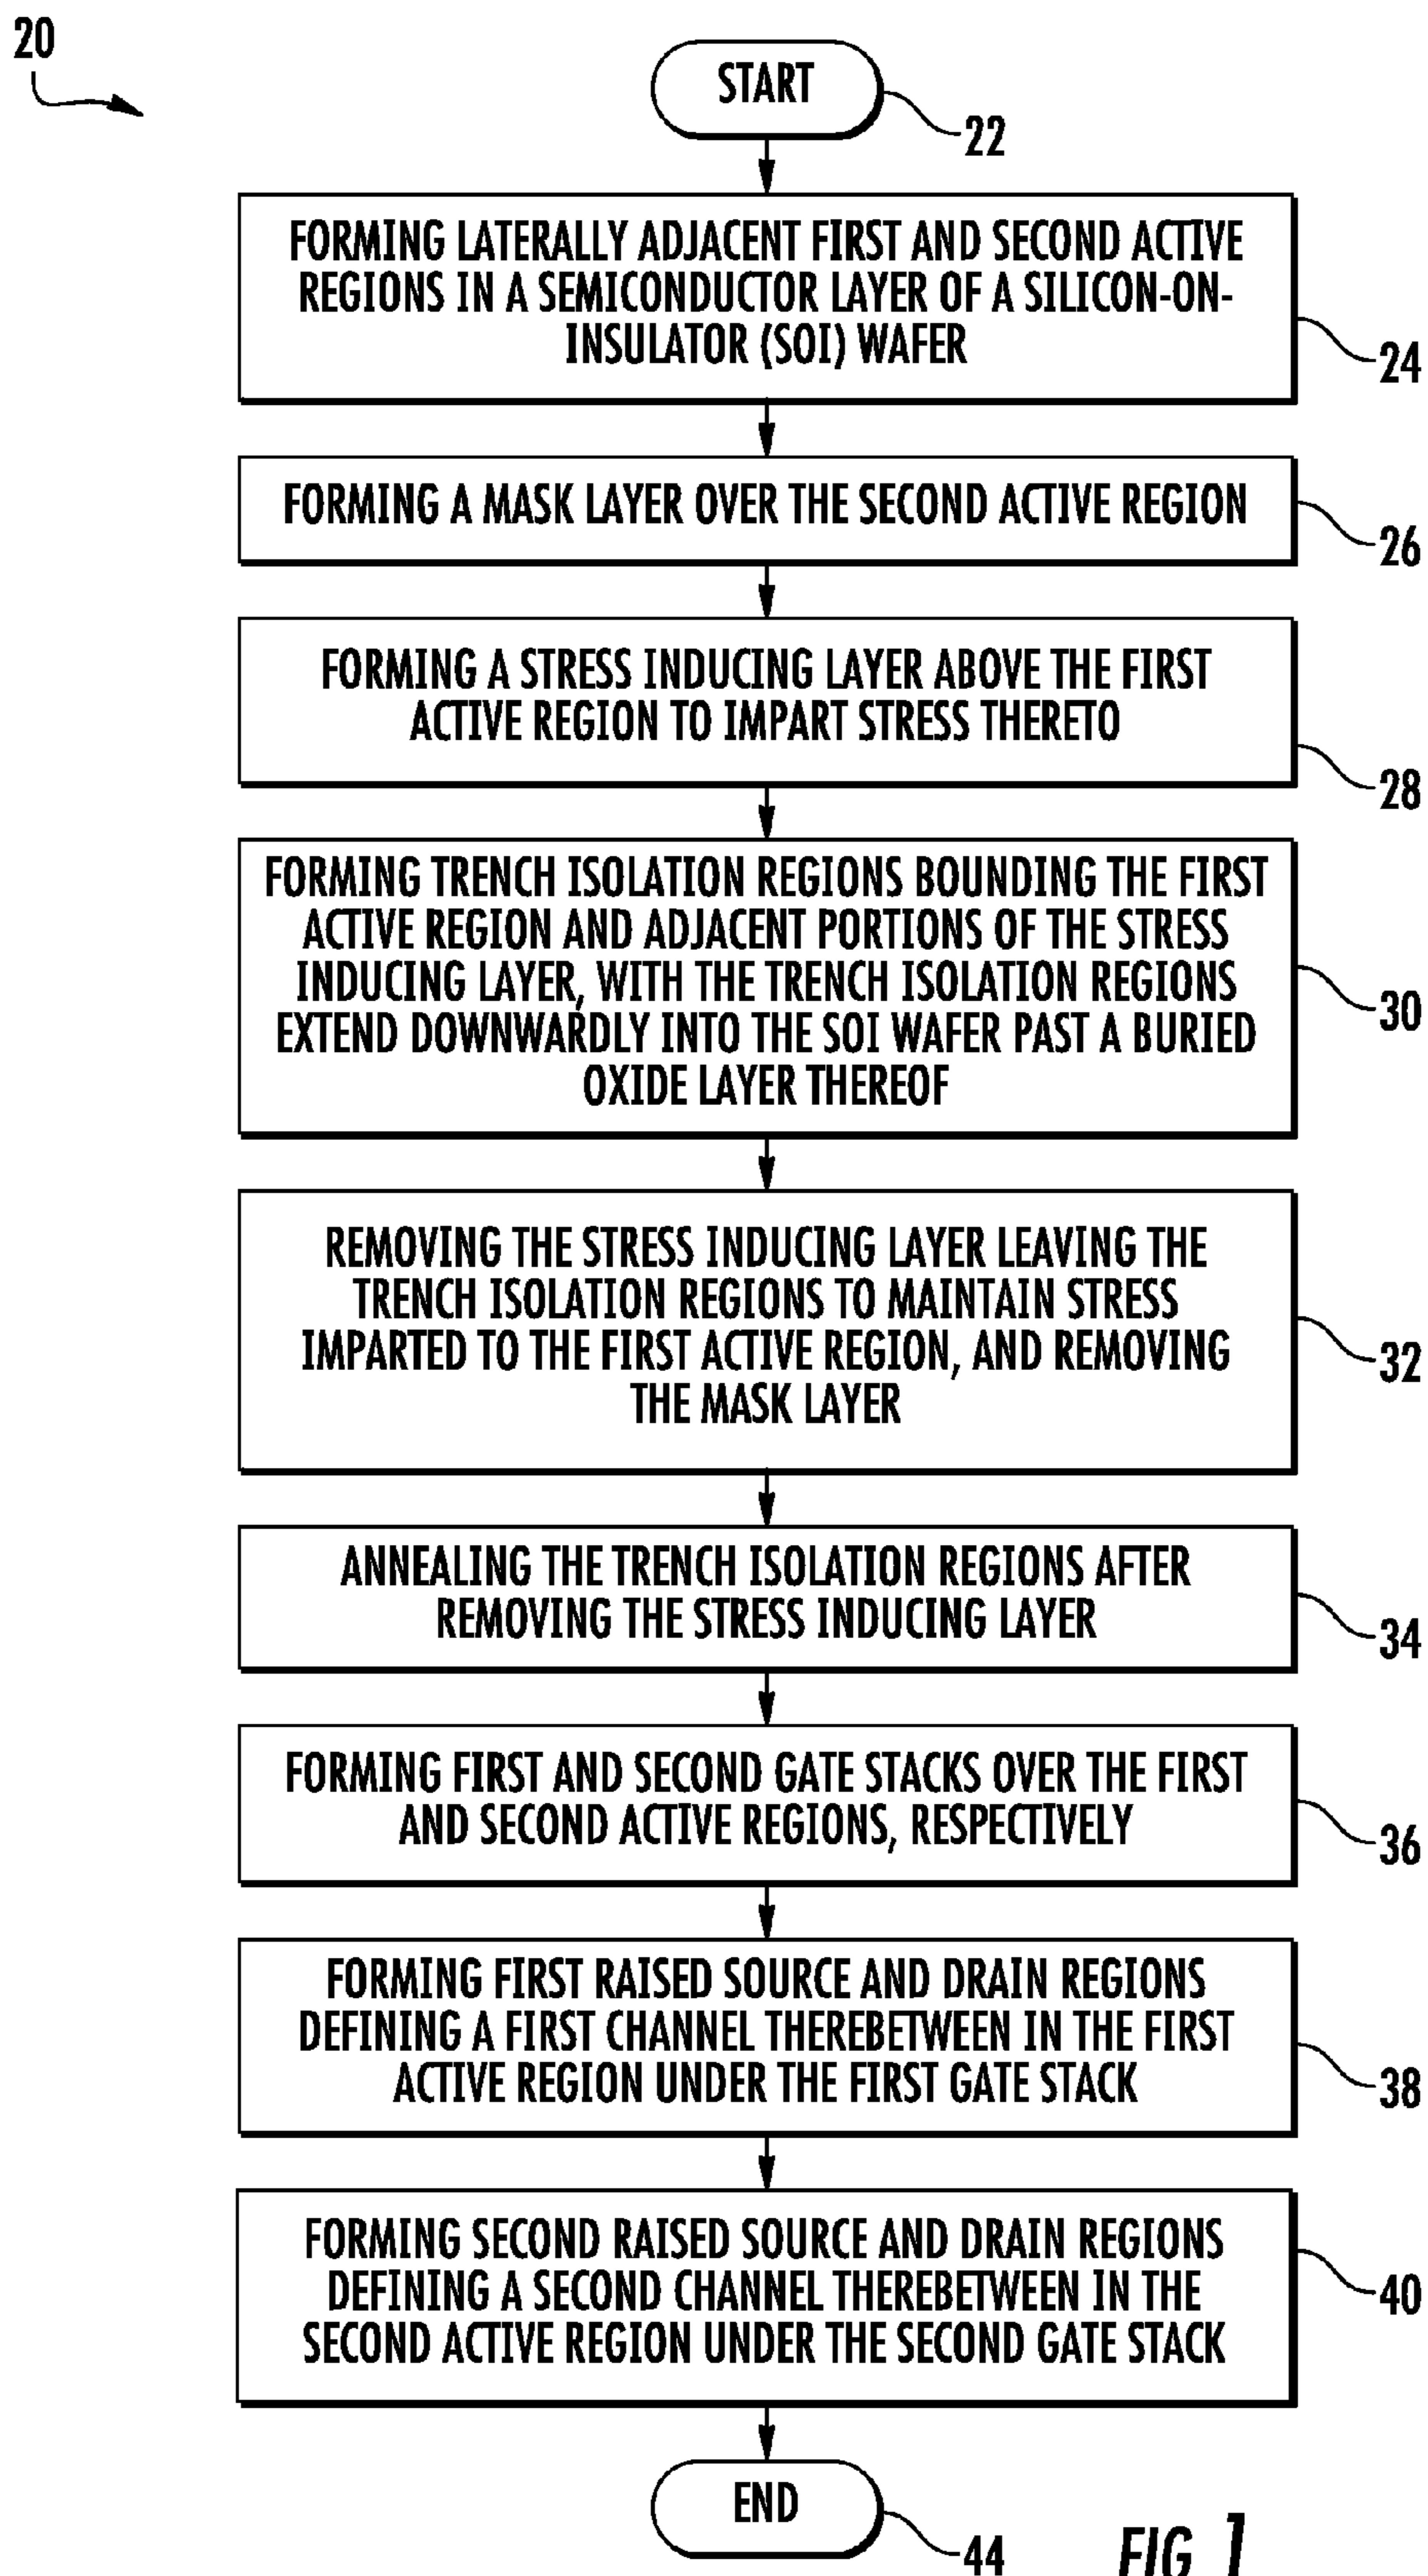 20
START
22
FORMING LATERALLY ADJACENT FIRST AND SECOND ACTIVE
REGIONS IN A SEMICONDUCTOR LAYER OF A SILICON-ON-
INSULATOR (SOI) WAFER
24
FORMING A MASK LAYER OVER THE SECOND ACTIVE REGION
26
FORMING A STRESS INDUCING LAYER ABOVE THE FIRST
ACTIVE REGION TO IMPART STRESS THERETO
28
FORMING TRENCH ISOLATION REGIONS BOUNDING THE FIRST
ACTIVE REGION AND ADJACENT PORTIONS OF THE STRESS
INDUCING LAYER, WITH THE TRENCH ISOLATION REGIONS
EXTEND DOWNWARDLY INTO THE SOI WAFER PAST A BURIED
OXIDE LAYER THEREOF
30
REMOVING THE STRESS INDUCING LAYER LEAVING THE
TRENCH ISOLATION REGIONS TO MAINTAIN STRESS
IMPARTED TO THE FIRST ACTIVE REGION, AND REMOVING
THE MASK LAYER
32
ANNEALING THE TRENCH ISOLATION REGIONS AFTER
REMOVING THE STRESS INDUCING LAYER
34
FORMING FIRST AND SECOND GATE STACKS OVER THE FIRST
AND SECOND ACTIVE REGIONS, RESPECTIVELY
36
FORMING FIRST RAISED SOURCE AND DRAIN REGIONS
DEFINING A FIRST CHANNEL THEREBETWEEN IN THE FIRST
ACTIVE REGION UNDER THE FIRST GATE STACK
38
FORMING SECOND RAISED SOURCE AND DRAIN REGIONS
DEFINING A SECOND CHANNEL THEREBETWEEN IN THE
SECOND ACTIVE REGION UNDER THE SECOND GATE STACK
40
END
44
FIG. 1